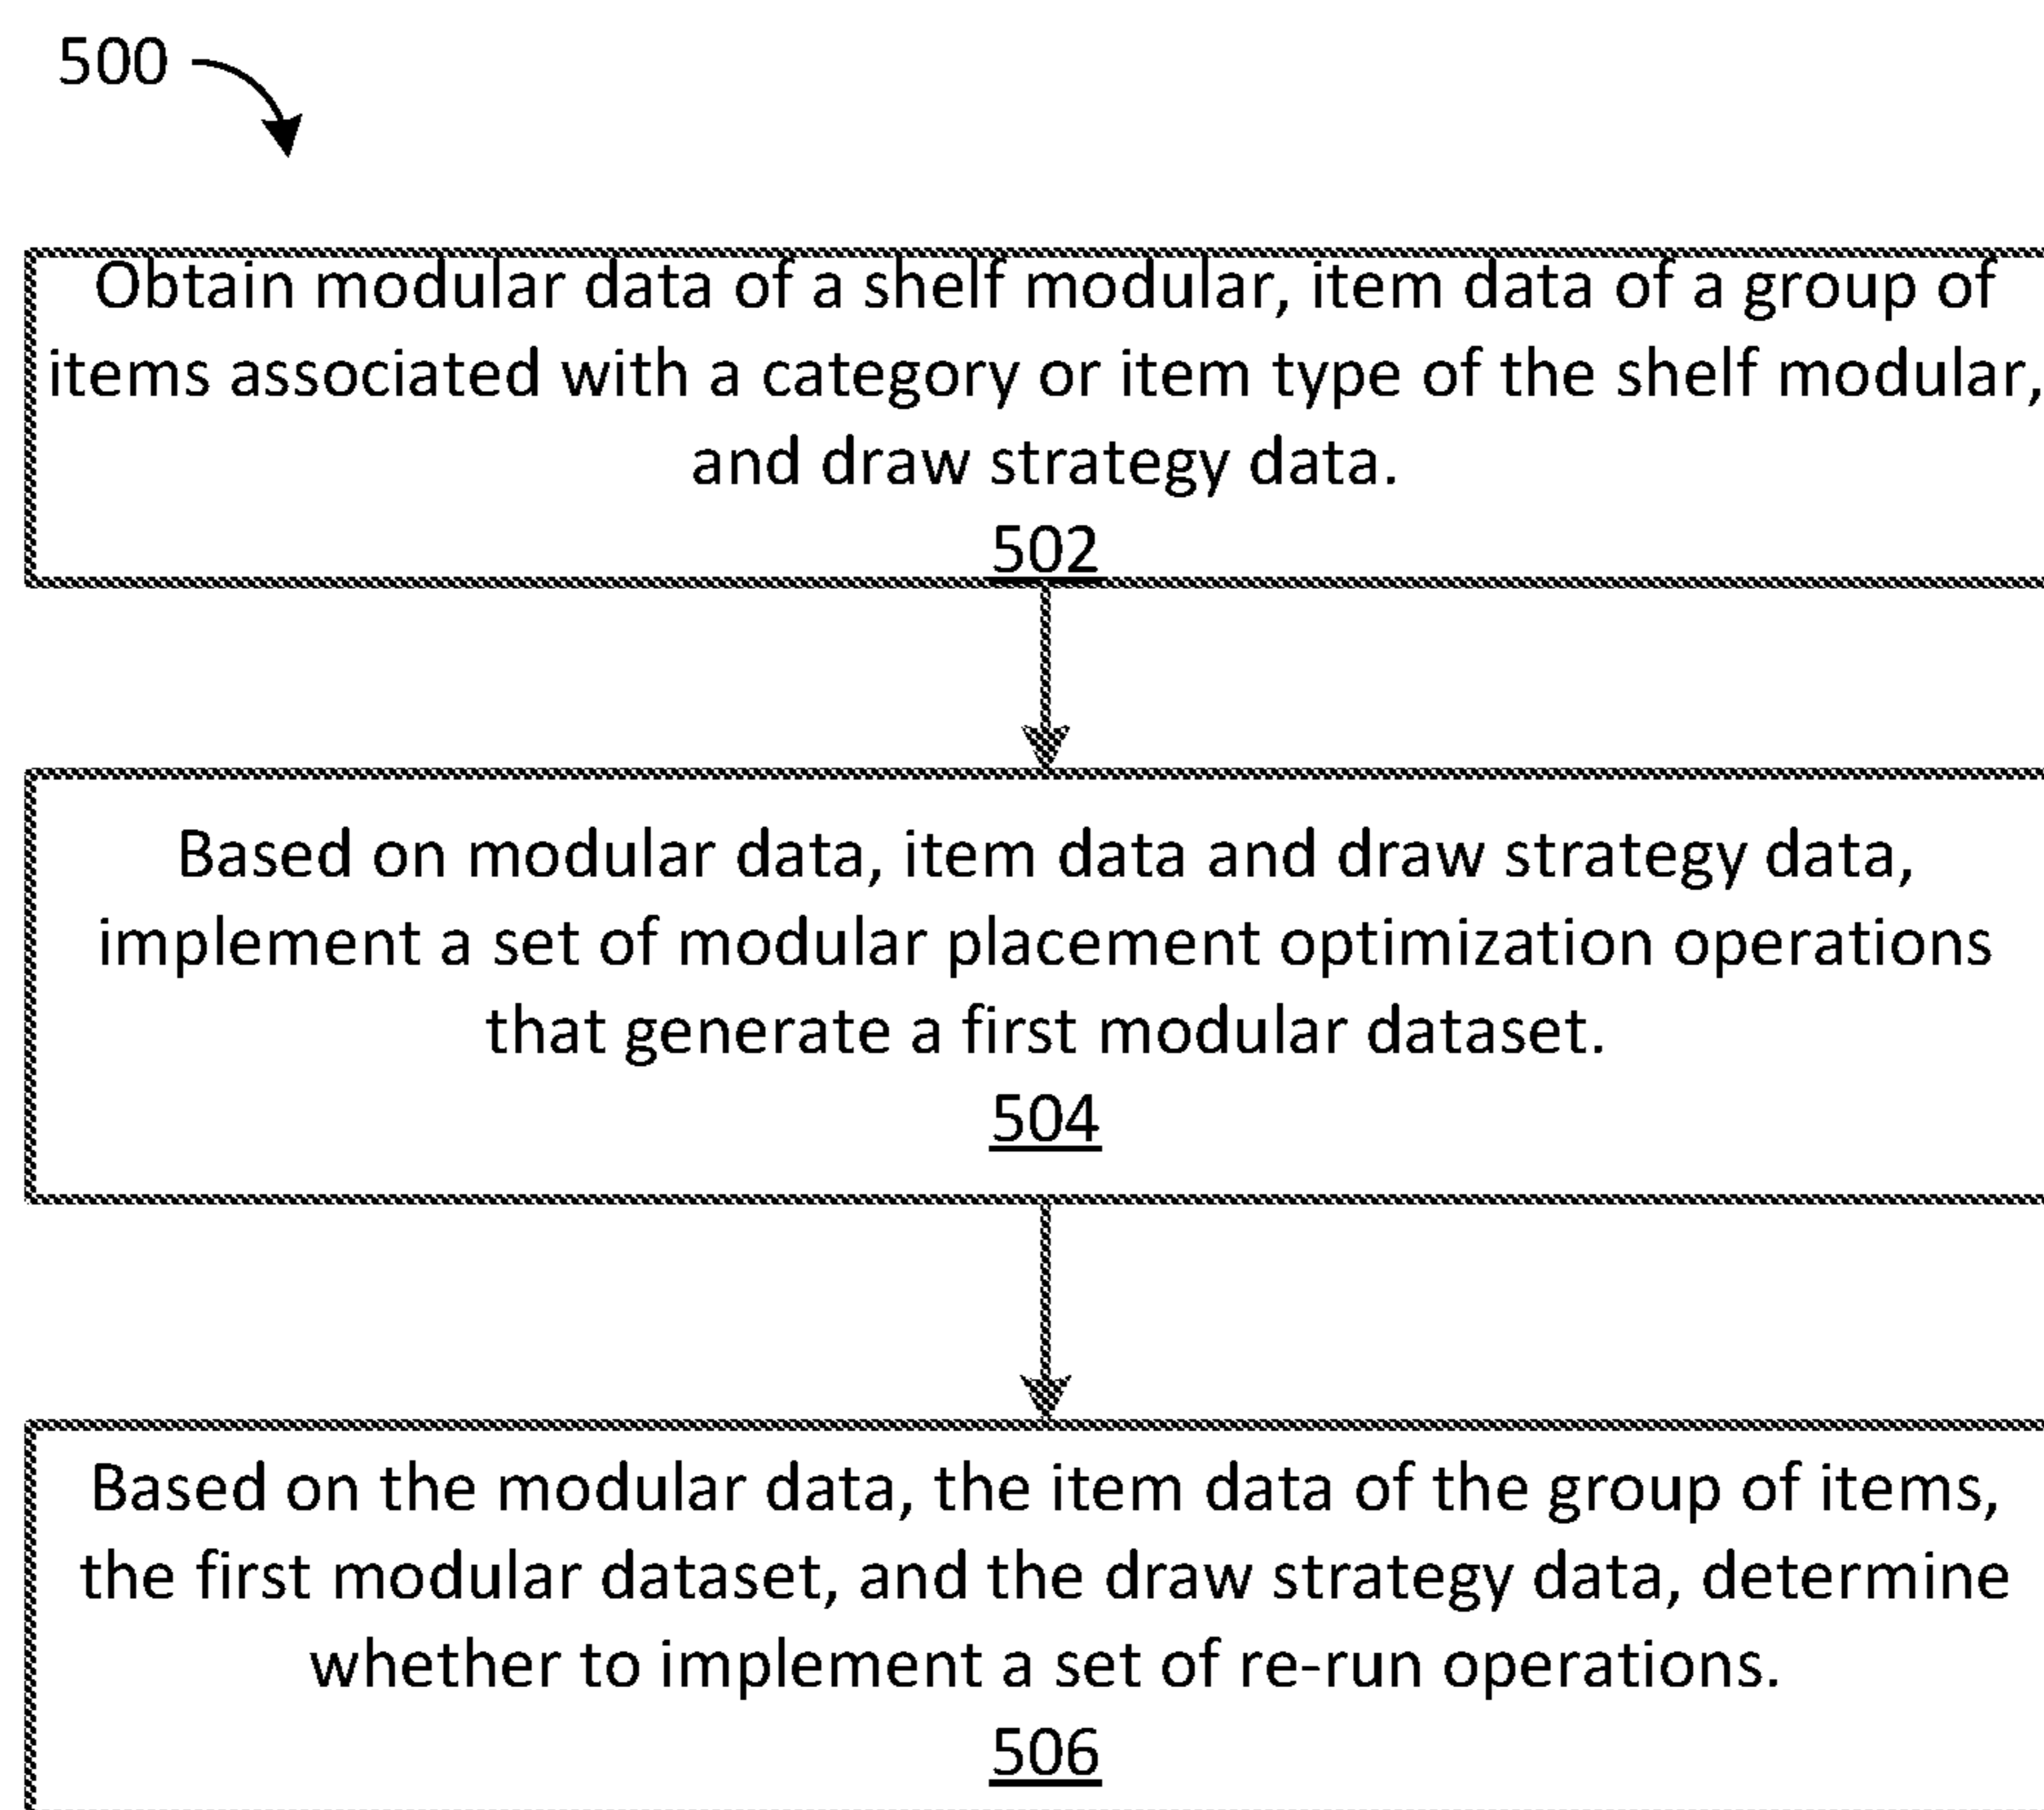 500
Obtain modular data of a shelf modular, item data of a group of
items associated with a category or item type of the shelf modular,
and draw strategy data.
502
Based on modular data, item data and draw strategy data,
implement a set of modular placement optimization operations
that generate a first modular dataset.
504
Based on the modular data, the item data of the group of items,
the first modular dataset, and the draw strategy data, determine
whether to implement a set of re-run operations.
506